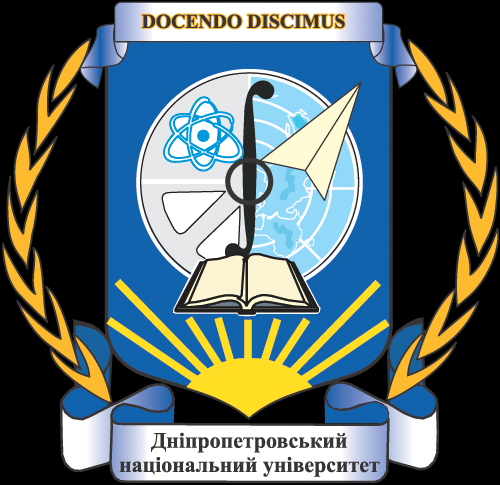 DOCENDO DISCIMUS
Дніпропетровський
національний університет